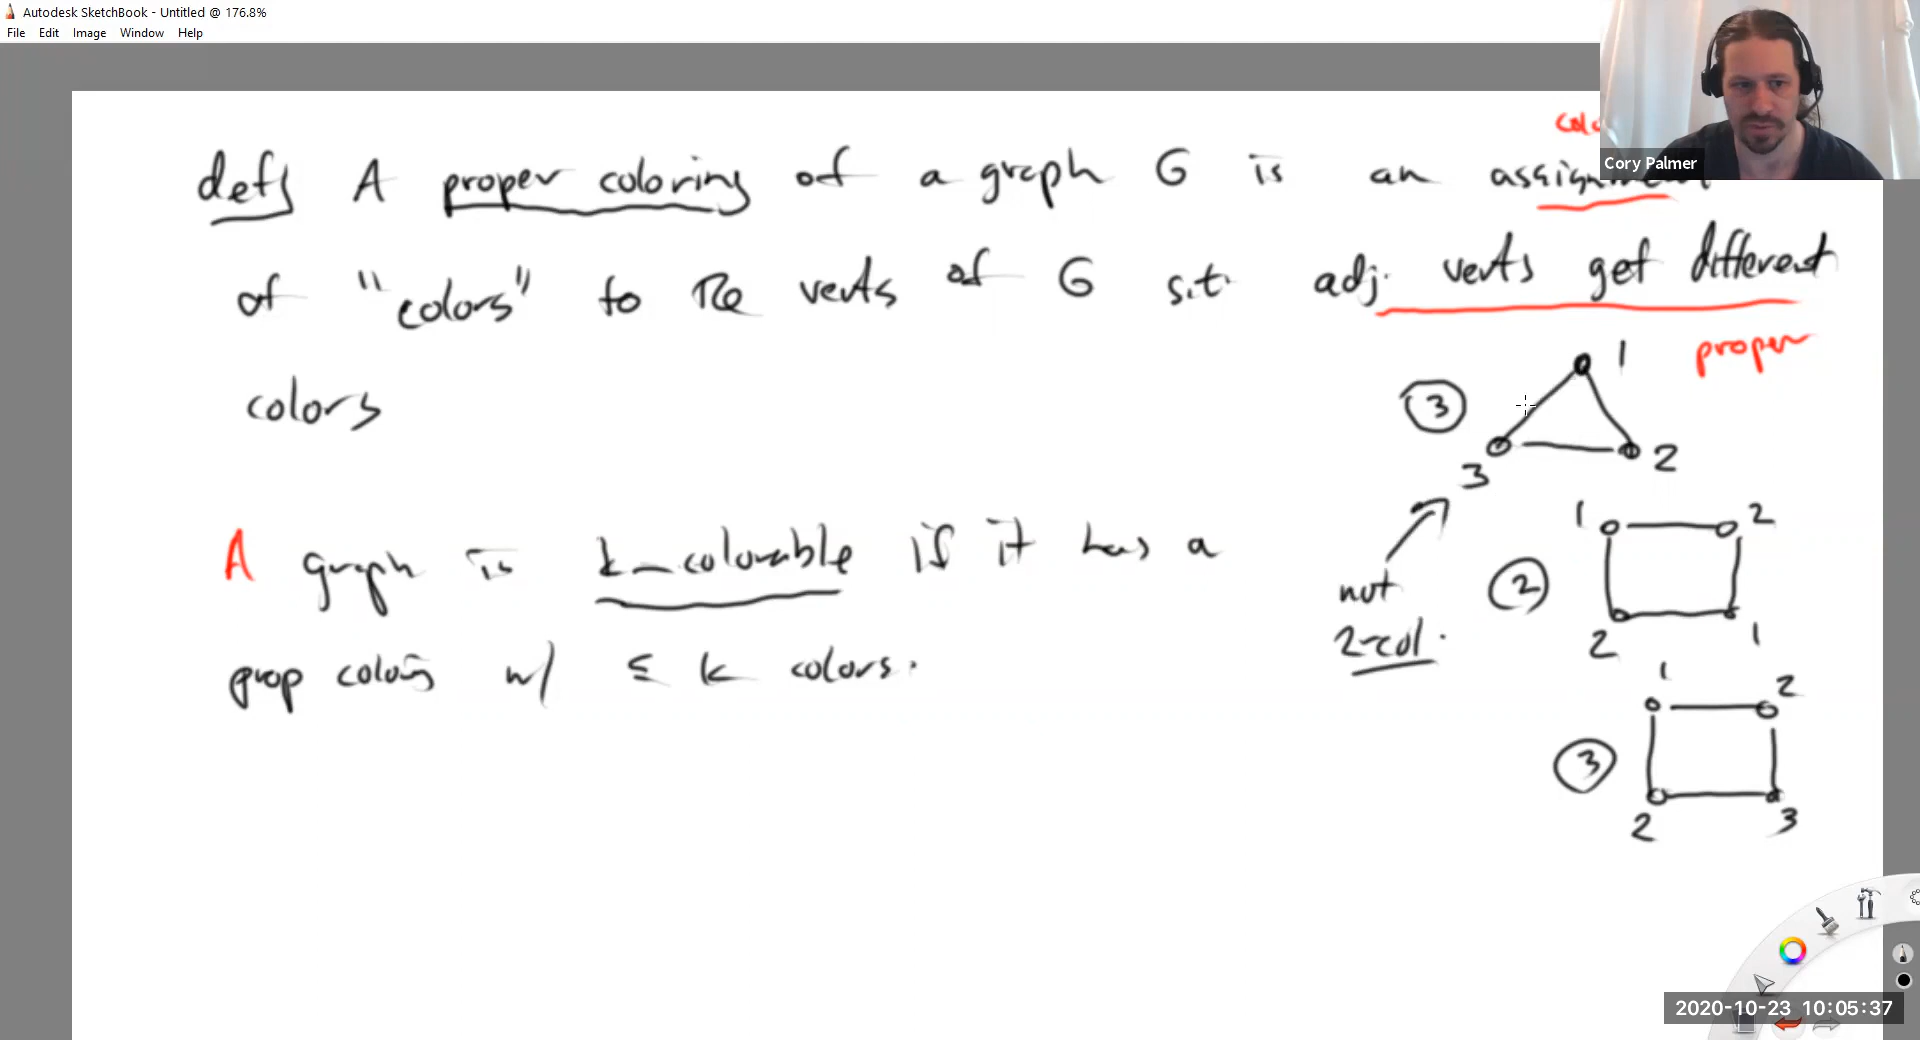 Autodesk SketchBook - Untitled @ 176.8%
File Edit Image Window Help
Cory Palmer
defs A proper coloring of a graph G is an assignment
of "colors" to the verts of G s.t. adj. verts get different
colors
proper
1
3
3
2
A graph is k-colorable if it has a
prop coloring w/ ≤ k colors.
not
2-col.
1
2
2
2
1
1
2
3
2
3
2020-10-23 10:05:37